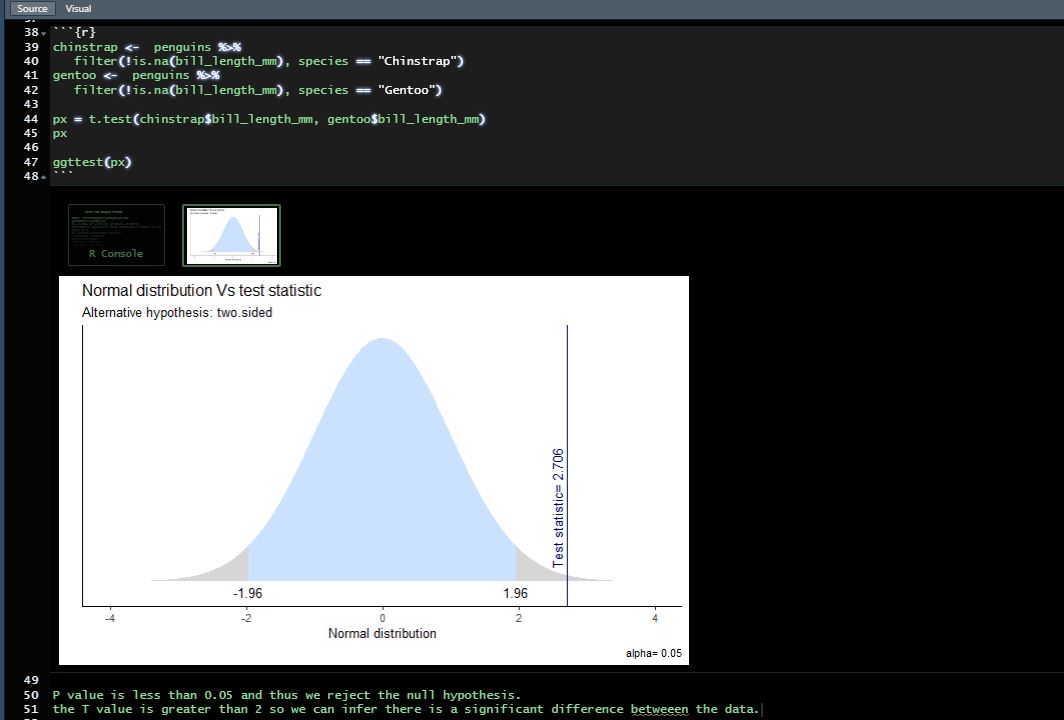 Source Visual
38 ```{r}
39 chinstrap <- penguins %>%
40 filter(!is.na(bill_length_mm), species == "Chinstrap")
41 gentoo <- penguins %>%
42 filter(!is.na(bill_length_mm), species == "Gentoo")
43
44 px = t.test(chinstrap$bill_length_mm, gentoo$bill_length_mm)
45 px
46
47 ggttest(px)
48 ```
R Console
Normal distribution Vs test statistic
Alternative hypothesis: two.sided
Test statistic= 2.706
-1.96 1.96
-4 -2 0 2 4
Normal distribution
alpha= 0.05
49
50 P value is less than 0.05 and thus we reject the null hypothesis.
51 the T value is greater than 2 so we can infer there is a significant difference betweeen the data.